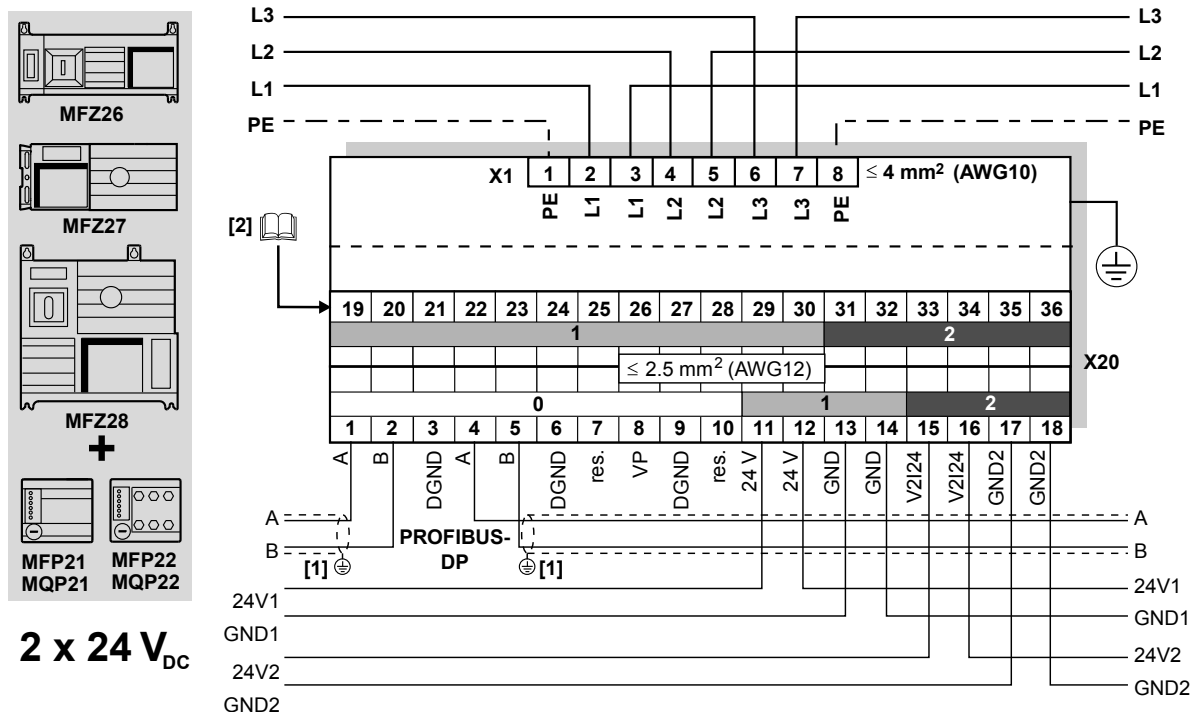 MFZ26
MFZ27
MFZ28
+
MFP21 MFP22
MQP21 MQP22
2 x 24 VDC
L3 L3
L2 L2
L1 L1
PE PE
X1 1 2 3 4 5 6 7 8 ≤ 4 mm² (AWG10)
PE L1 L1 L2 L2 L3 L3 PE
[2]
19 20 21 22 23 24 25 26 27 28 29 30 31 32 33 34 35 36
1 2
≤ 2.5 mm² (AWG12)
X20
0 1 2
1 2 3 4 5 6 7 8 9 10 11 12 13 14 15 16 17 18
A B DGND A B DGND res. VP DGND res. 24 V 24 V GND GND V2I24 V2I24 GND2 GND2
A A
B B
PROFIBUS-
DP
[1] [1]
24V1 24V1
GND1 GND1
24V2 24V2
GND2 GND2